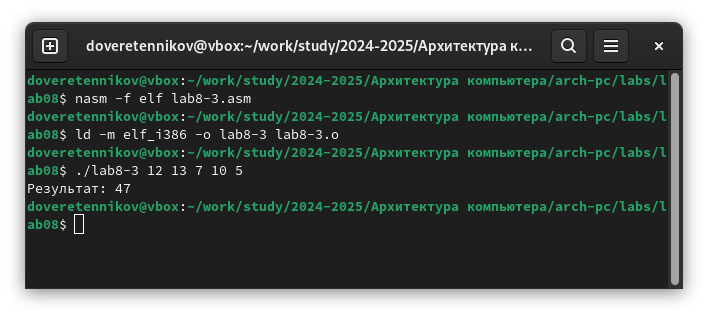 doveretennikov@vbox:~/work/study/2024-2025/Архитектура к...
doveretennikov@vbox:~/work/study/2024-2025/Архитектура компьютера/arch-pc/labs/l
ab08$ nasm -f elf lab8-3.asm
doveretennikov@vbox:~/work/study/2024-2025/Архитектура компьютера/arch-pc/labs/l
ab08$ ld -m elf_i386 -o lab8-3 lab8-3.o
doveretennikov@vbox:~/work/study/2024-2025/Архитектура компьютера/arch-pc/labs/l
ab08$ ./lab8-3 12 13 7 10 5
Результат: 47
doveretennikov@vbox:~/work/study/2024-2025/Архитектура компьютера/arch-pc/labs/l
ab08$